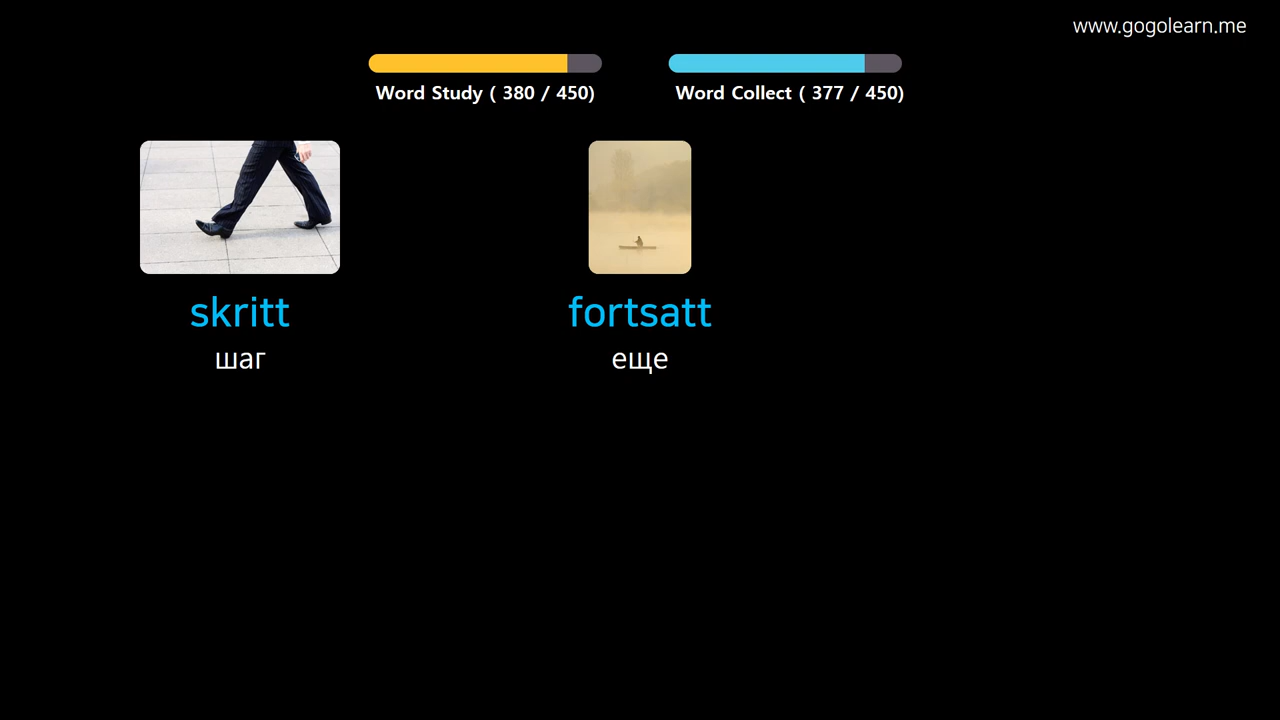 www.gogolearn.me
Word Study ( 380 / 450)
Word Collect ( 377 / 450)
skritt
fortsatt
шаг
еще